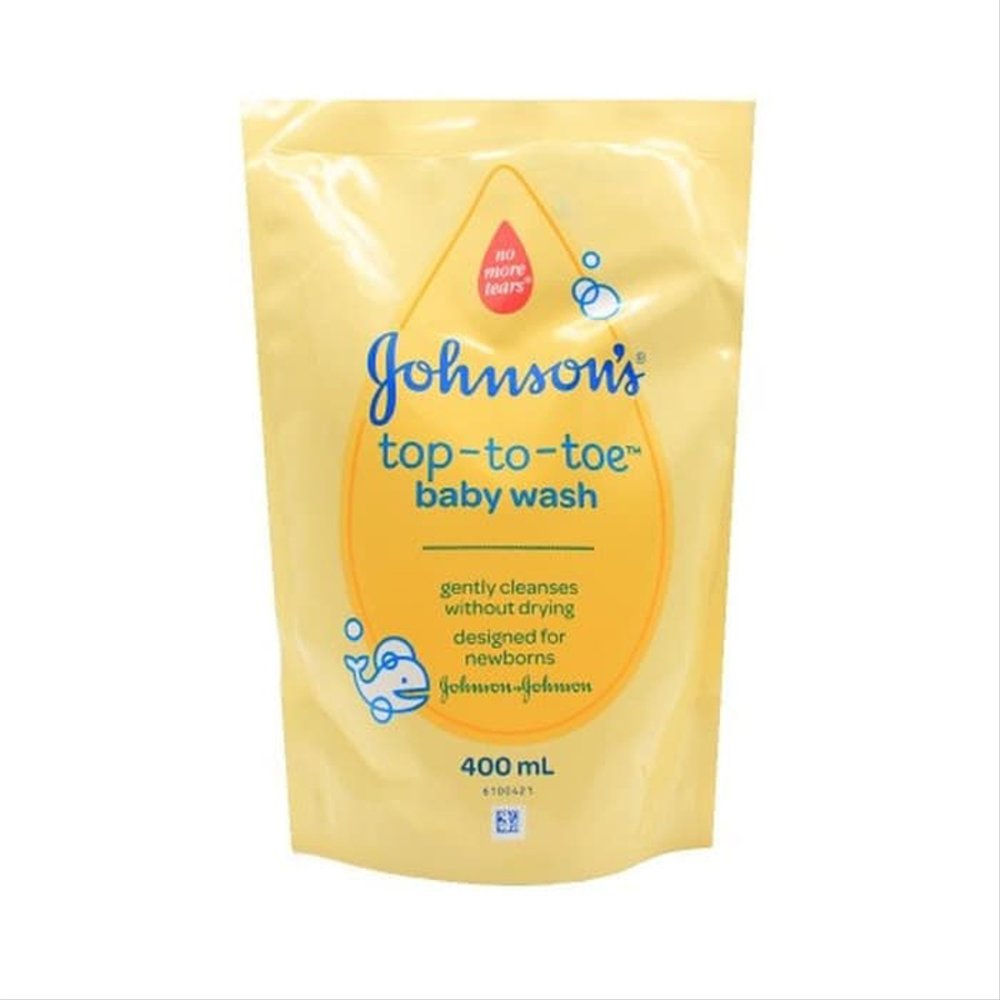 no
more
tears®
Johnson's®
top-to-toe™
baby wash
gently cleanses
without drying
designed for
newborns
Johnson & Johnson
400 mL
6100421